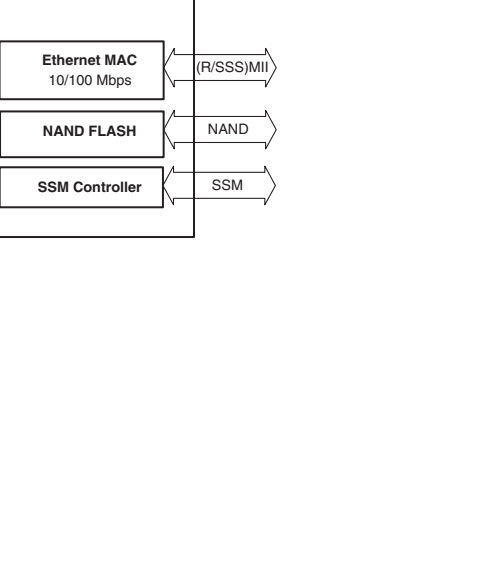 Ethernet MAC
10/100 Mbps
(R/SSS)MII
NAND FLASH
NAND
SSM Controller
SSM